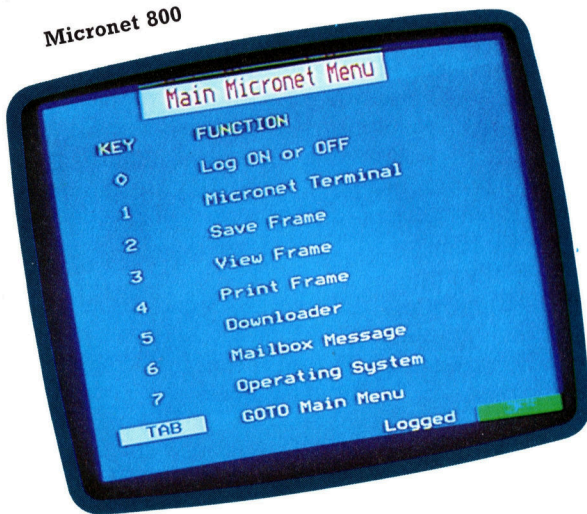 Micronet 800
Main Micronet Menu
KEY FUNCTION
0 Log ON or OFF
1 Micronet Terminal
2 Save Frame
3 View Frame
4 Print Frame
5 Downloader
6 Mailbox Message
7 Operating System
TAB GOTO Main Menu
Logged